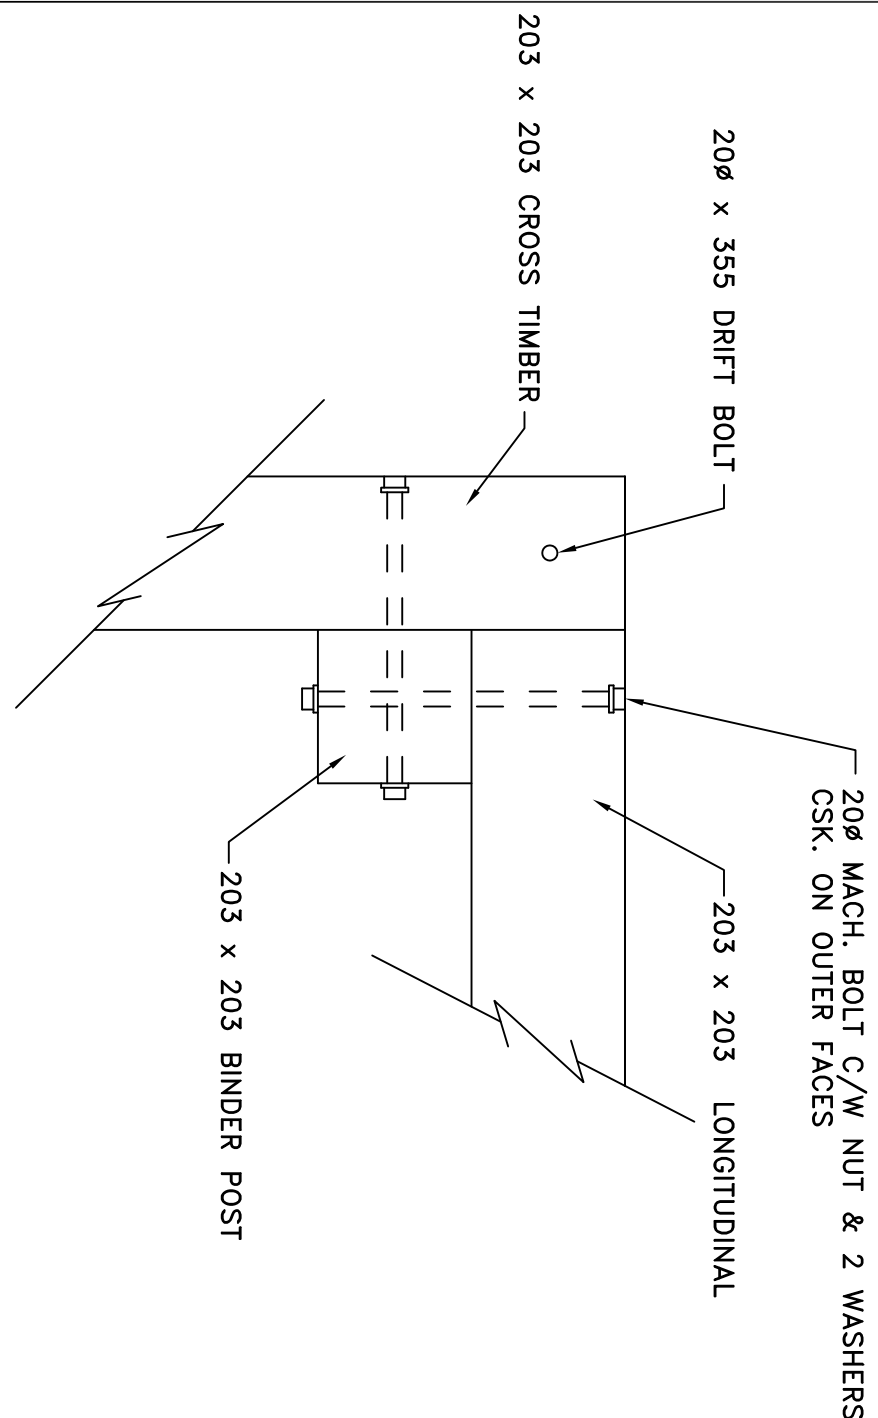 20ø MACH. BOLT C/W NUT & 2 WASHERS
CSK. ON OUTER FACES
20ø x 355 DRIFT BOLT
203 x 203 LONGITUDINAL
203 x 203 CROSS TIMBER
203 x 203 BINDER POST